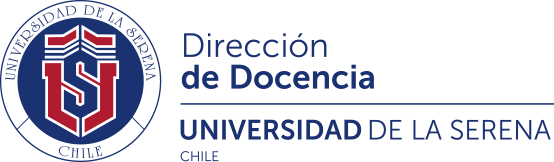 UNIVERSIDAD DE LA SERENA
CHILE
Dirección
de Docencia
UNIVERSIDAD DE LA SERENA
CHILE